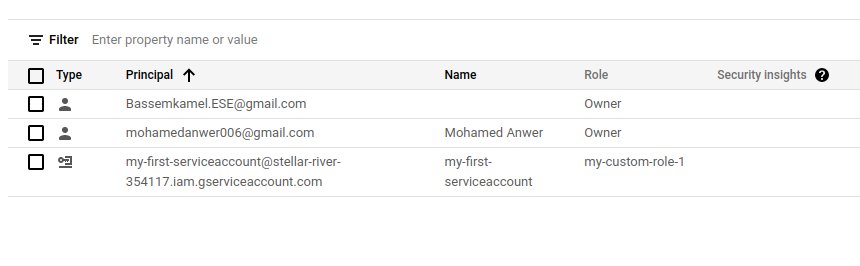 Filter Enter property name or value
Type Principal Name Role Security insights ?
Bassemkamel.ESE@gmail.com Owner
mohamedanwer006@gmail.com Mohamed Anwer Owner
my-first-serviceaccount@stellar-river- my-first- my-custom-role-1
354117.iam.gserviceaccount.com serviceaccount